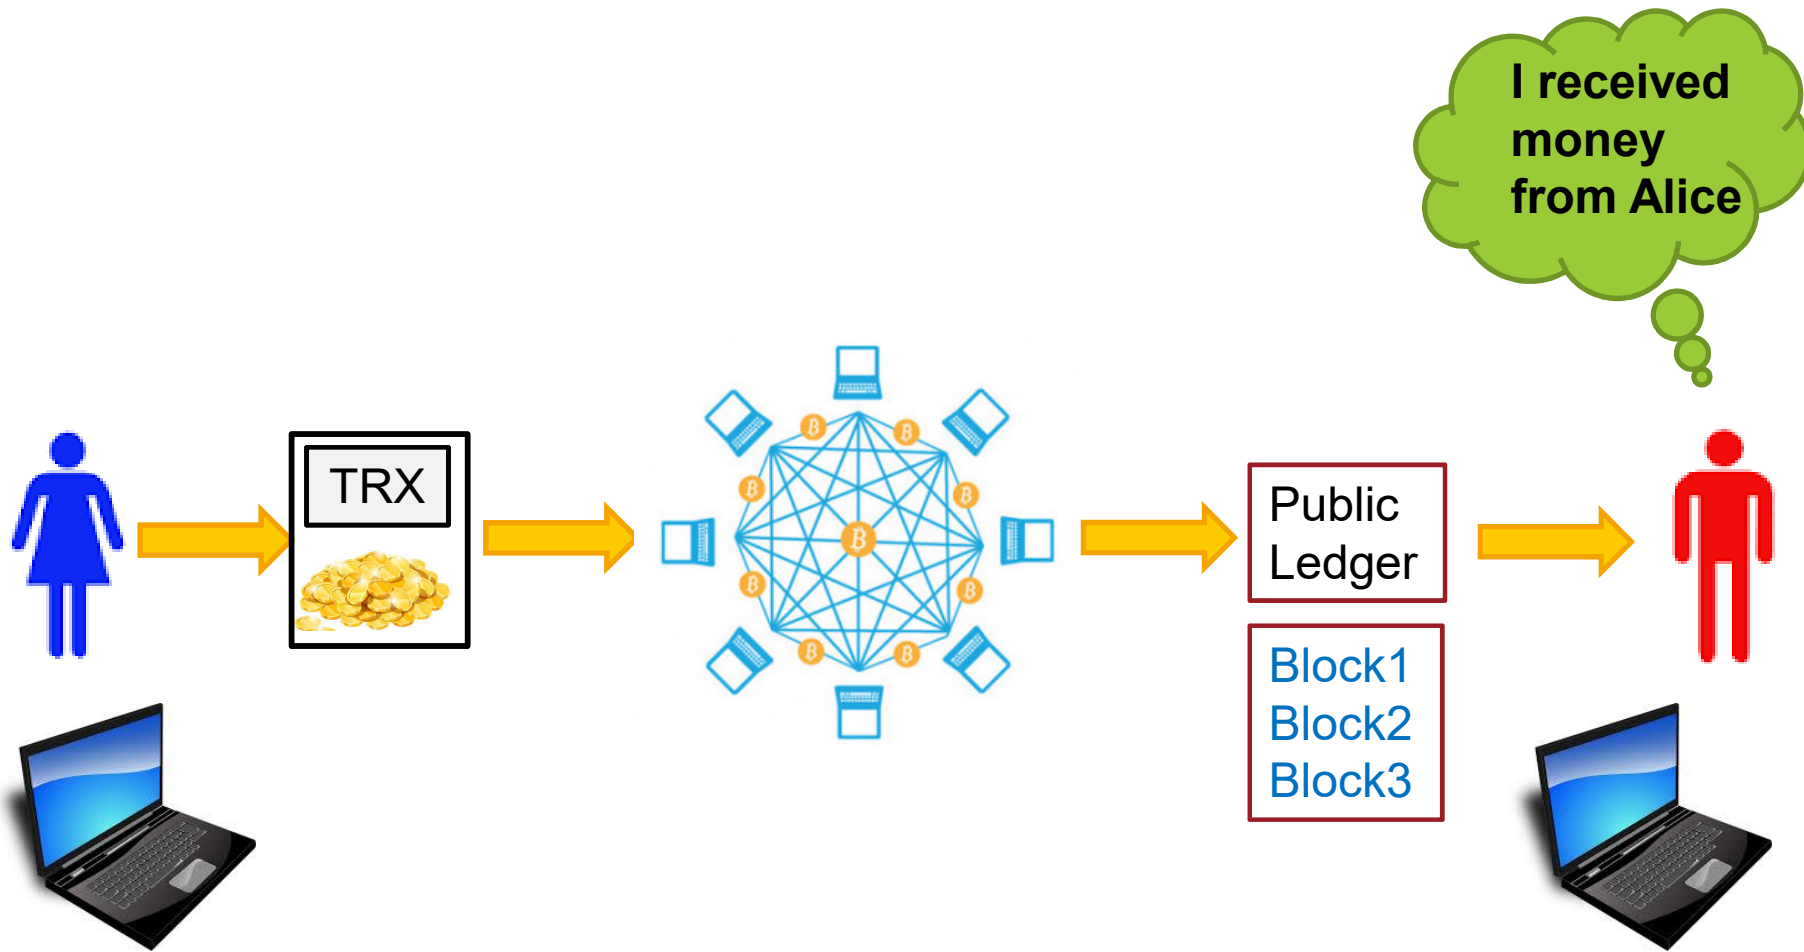 I received
money
from Alice
TRX
Public
Ledger
Block1
Block2
Block3